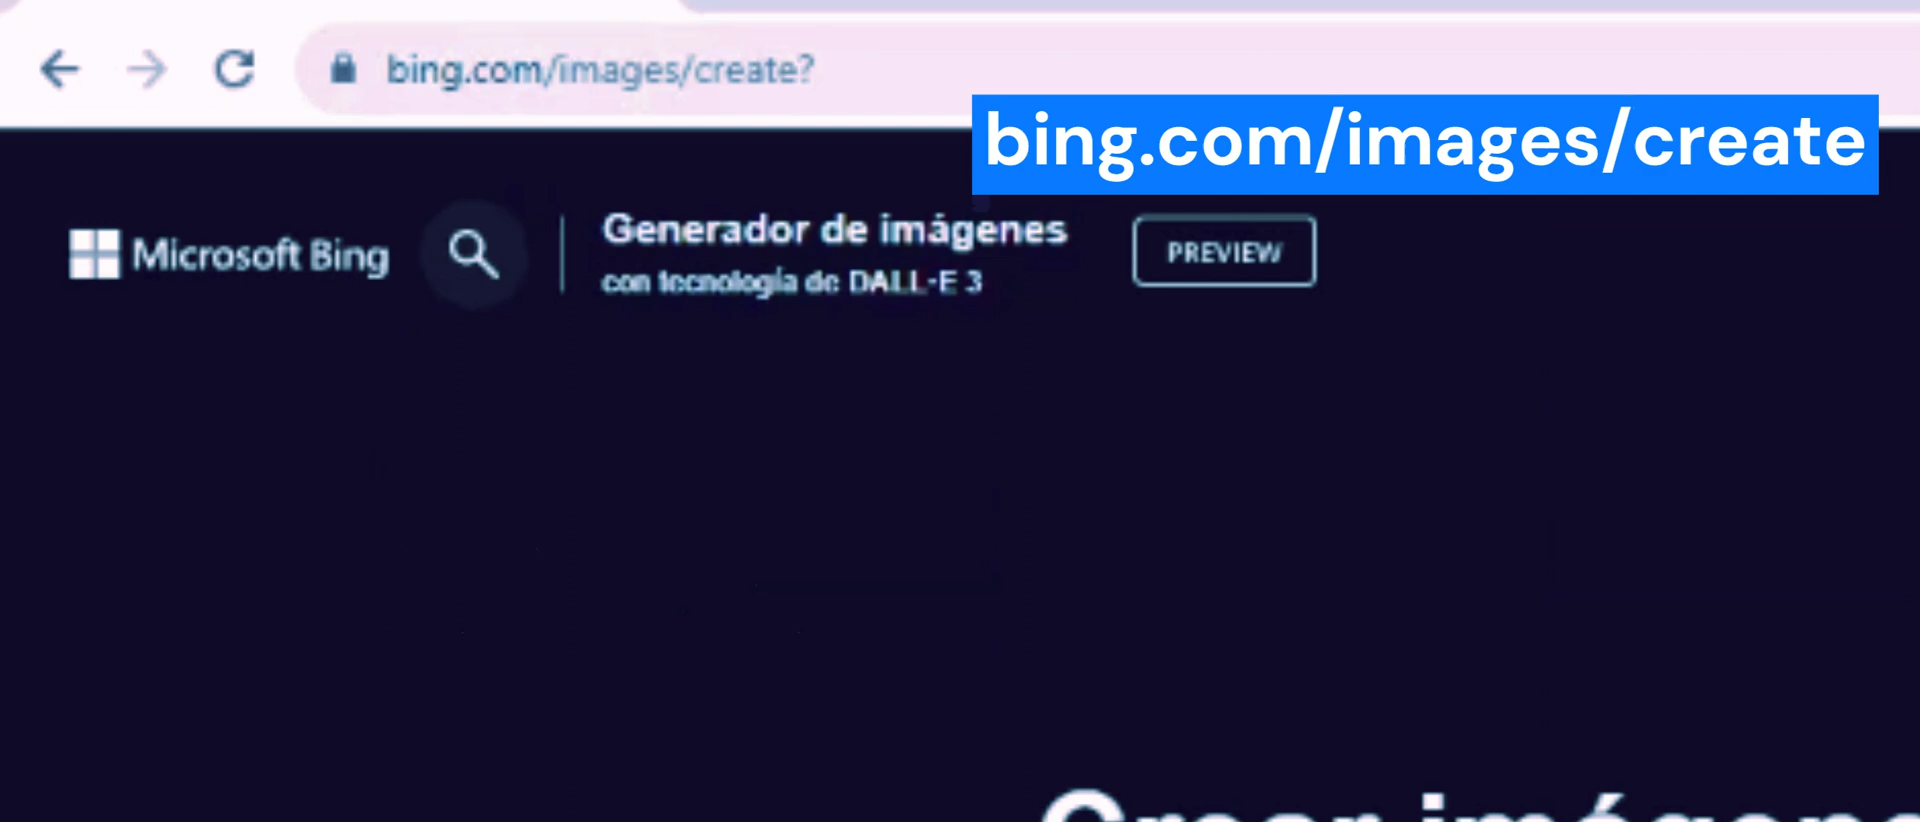 bing.com/images/create?
bing.com/images/create
Microsoft Bing
Generador de imágenes
con tecnología de DALL-E 3
PREVIEW
Crear